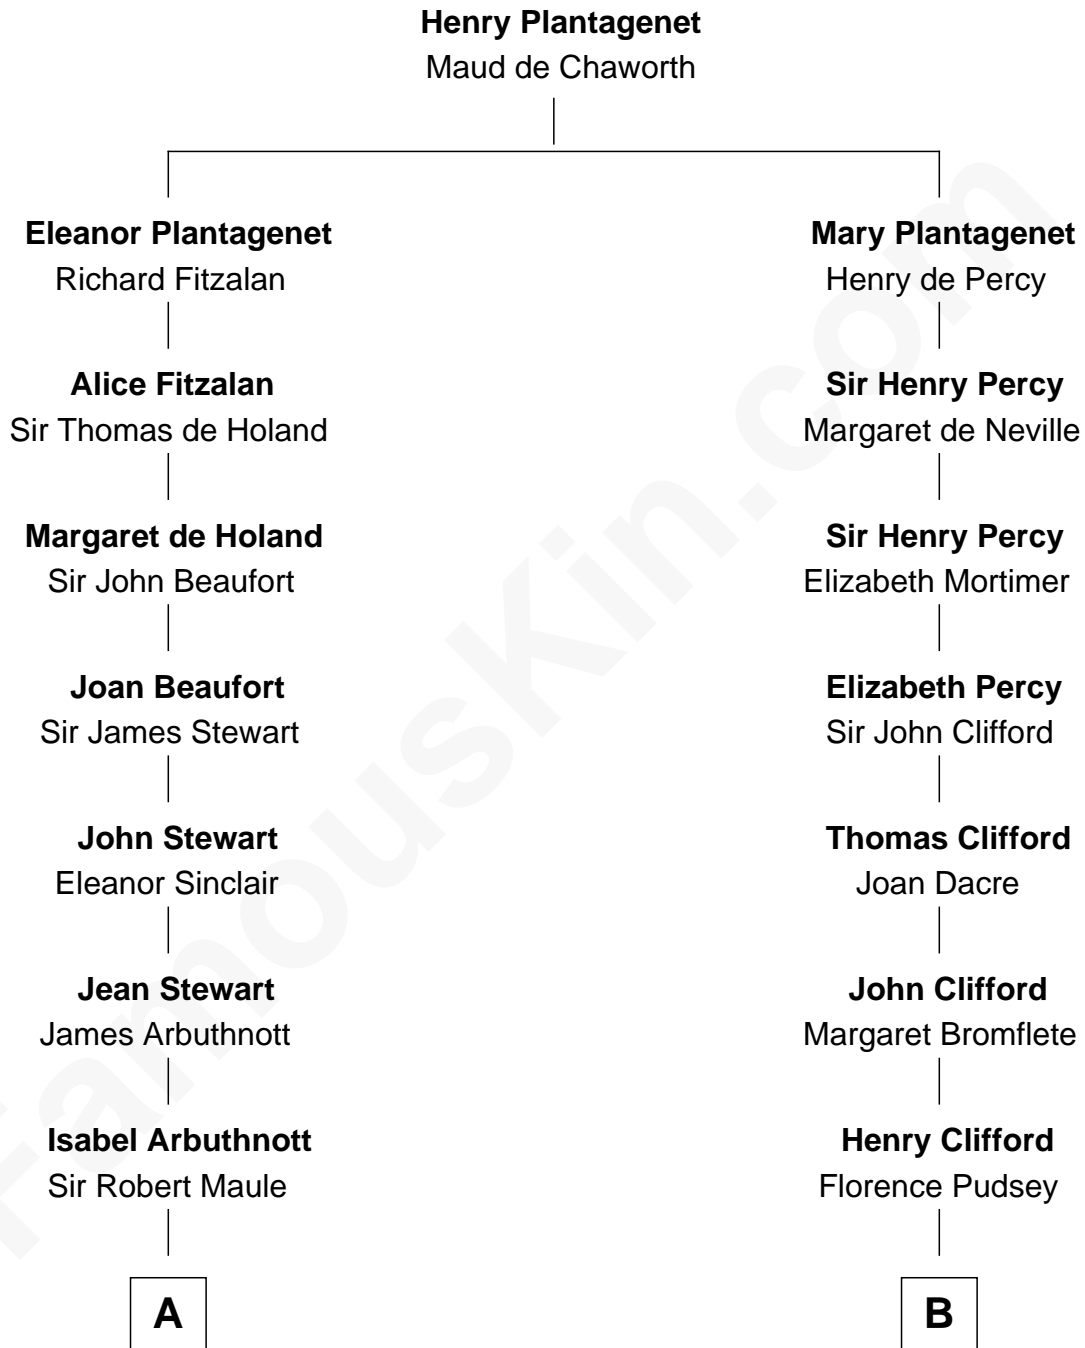 Henry Plantagenet
Maud de Chaworth
Eleanor Plantagenet
Richard Fitzalan
Mary Plantagenet
Henry de Percy
Alice Fitzalan
Sir Thomas de Holand
Sir Henry Percy
Margaret de Neville
Margaret de Holand
Sir John Beaufort
Sir Henry Percy
Elizabeth Mortimer
Joan Beaufort
Sir James Stewart
Elizabeth Percy
Sir John Clifford
John Stewart
Eleanor Sinclair
Thomas Clifford
Joan Dacre
Jean Stewart
James Arbuthnott
John Clifford
Margaret Bromflete
Isabel Arbuthnott
Sir Robert Maule
Henry Clifford
Florence Pudsey
A
B
FamousKin.com